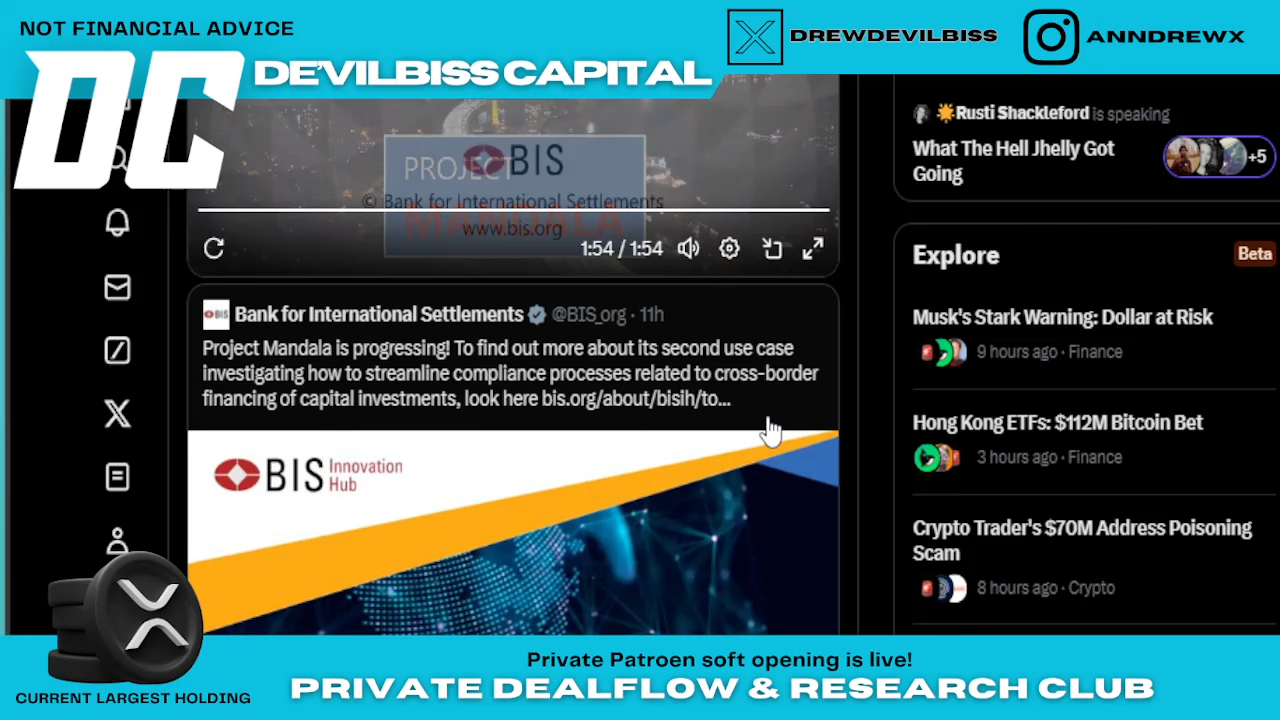 NOT FINANCIAL ADVICE
DC
DE'VILBISS CAPITAL
DREWDEVILBISS
ANNDREWX
PROJECT
MANDALA
BIS
© Bank for International Settlements
www.bis.org
1:54 / 1:54
Bank for International Settlements @BIS_org · 11h
Project Mandala is progressing! To find out more about its second use case
investigating how to streamline compliance processes related to cross-border
financing of capital investments, look here bis.org/about/bisih/to...
BIS Innovation
Hub
Rusti Shackleford is speaking
What The Hell Jhelly Got
Going
+5
Explore
Beta
Musk's Stark Warning: Dollar at Risk
9 hours ago · Finance
Hong Kong ETFs: $112M Bitcoin Bet
3 hours ago · Finance
Crypto Trader's $70M Address Poisoning
Scam
8 hours ago · Crypto
CURRENT LARGEST HOLDING
Private Patroen soft opening is live!
PRIVATE DEALFLOW & RESEARCH CLUB